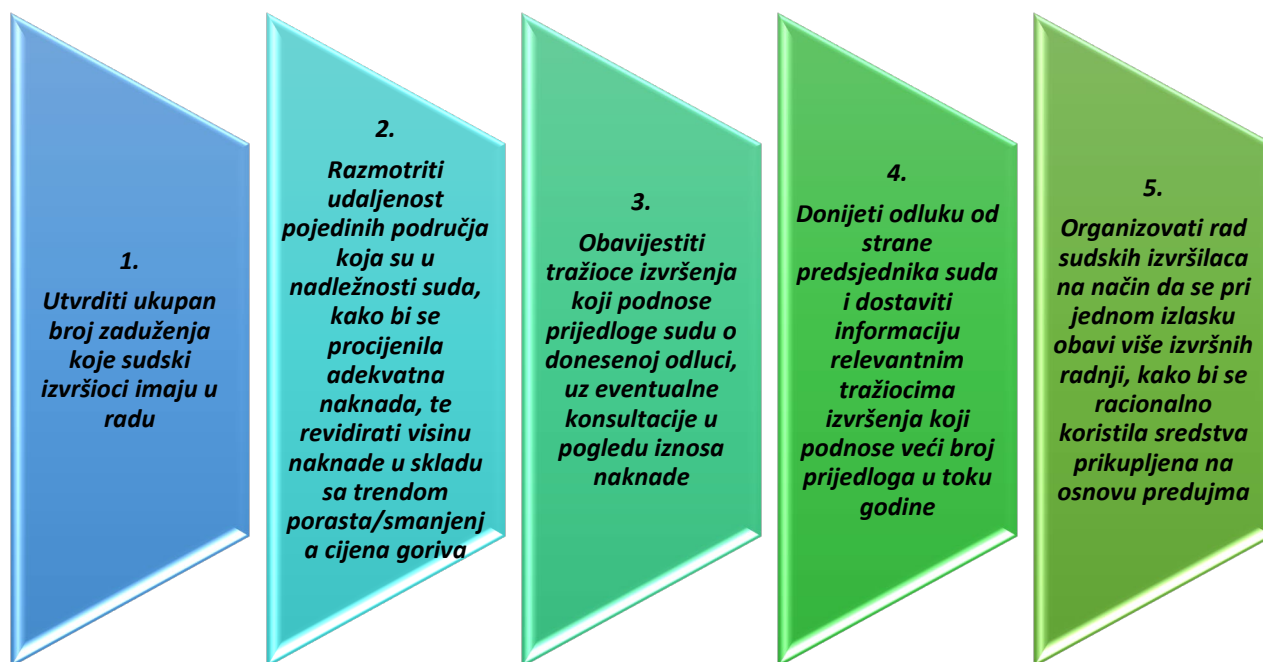 1.
Utvrditi ukupan
broj zaduženja
koje sudski
izvršioci imaju u
radu
2.
Razmotriti
udaljenost
pojedinih područja
koja su u
nadležnosti suda,
kako bi se
procijenila
adekvatna
naknada, te
revidirati visinu
naknade u skladu
sa trendom
porasta/smanjenj
a cijena goriva
3.
Obavijestiti
tražioce izvršenja
koji podnose
prijedloge sudu o
donesenoj odluci,
uz eventualne
konsultacije u
pogledu iznosa
naknade
4.
Donijeti odluku od
strane
predsjednika suda
i dostaviti
informaciju
relevantnim
tražiocima
izvršenja koji
podnose veći broj
prijedloga u toku
godine
5.
Organizovati rad
sudskih izvršilaca
na način da se pri
jednom izlasku
obavi više izvršnih
radnji, kako bi se
racionalno
koristila sredstva
prikupljena na
osnovu predujma